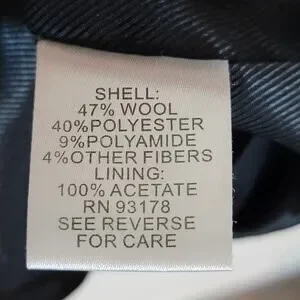 SHELL:
47% WOOL
40%POLYESTER
9%POLYAMIDE
4%OTHER FIBERS
LINING:
100% ACETATE
RN 93178
SEE REVERSE
FOR CARE